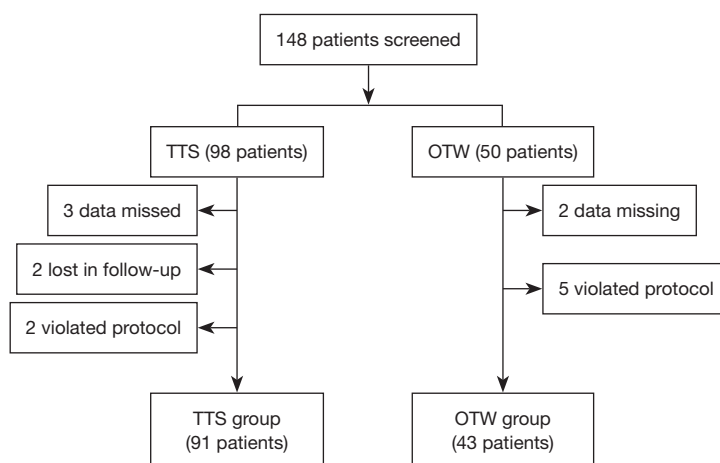 148 patients screened
TTS (98 patients)
OTW (50 patients)
3 data missed
2 data missing
2 lost in follow-up
5 violated protocol
2 violated protocol
TTS group
(91 patients)
OTW group
(43 patients)